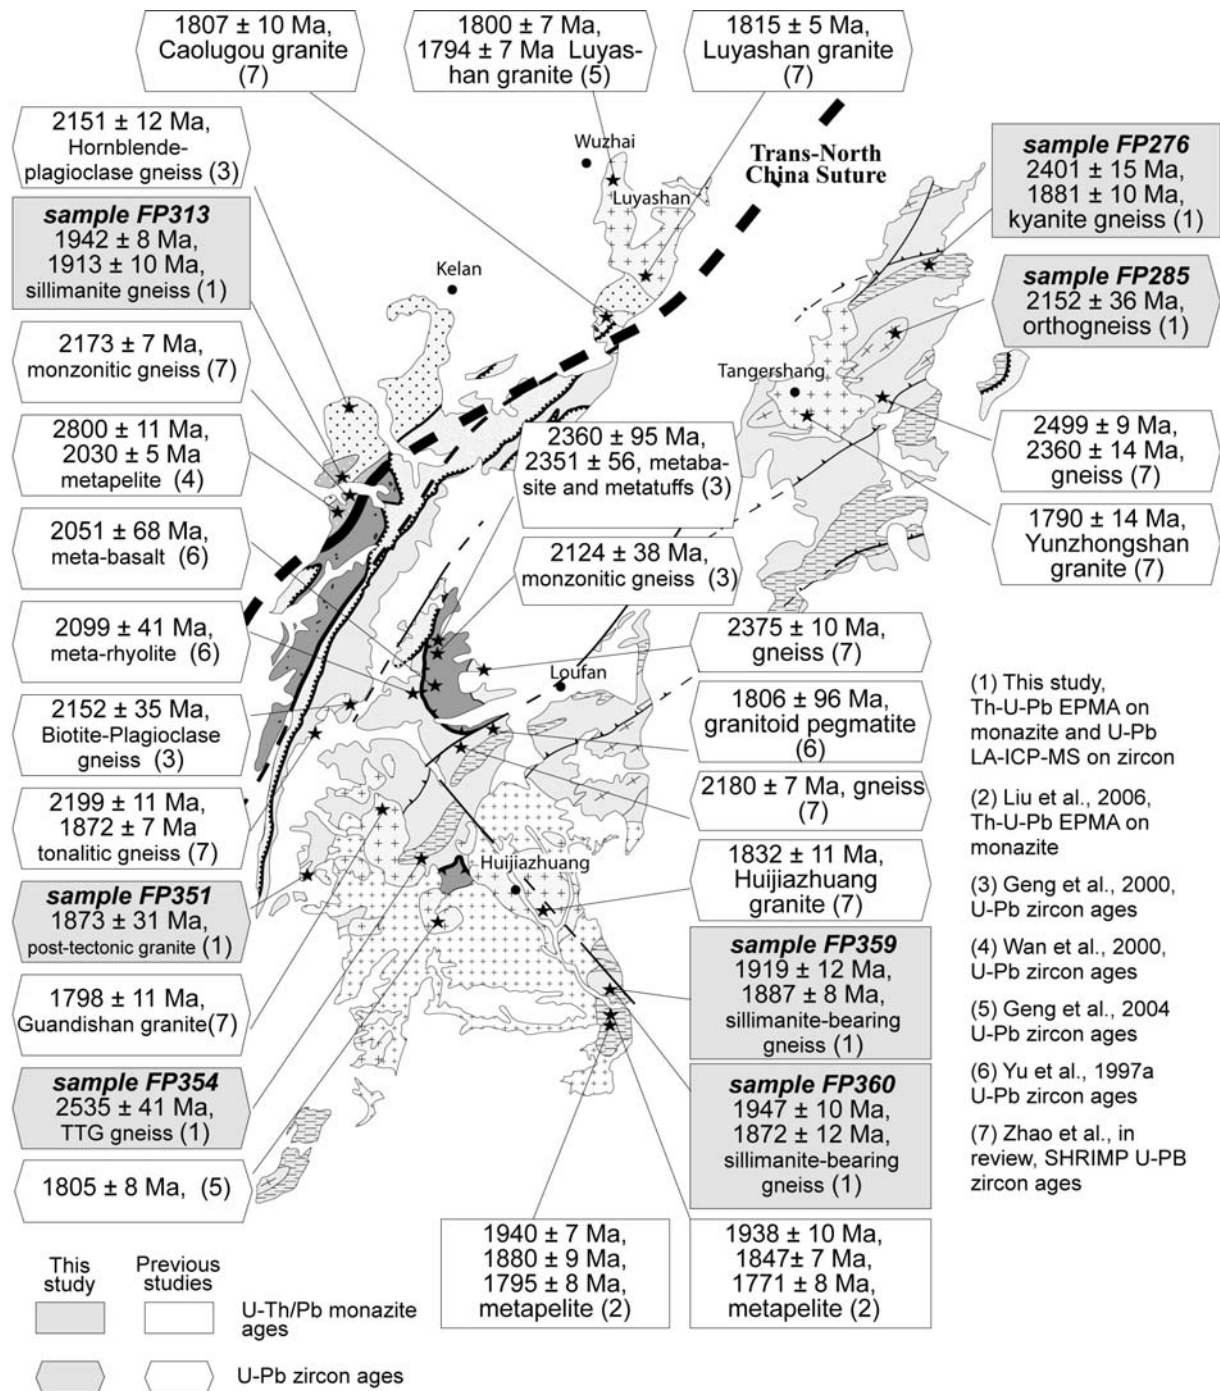 1807 ± 10 Ma,
Caolugou granite
(7)
1800 ± 7 Ma,
1794 ± 7 Ma Luyas-
han granite (5)
1815 ± 5 Ma,
Luyashan granite
(7)
2151 ± 12 Ma,
Hornblende-
plagioclase gneiss (3)
sample FP313
1942 ± 8 Ma,
1913 ± 10 Ma,
sillimanite gneiss (1)
2173 ± 7 Ma,
monzonitic gneiss (7)
2800 ± 11 Ma,
2030 ± 5 Ma
metapelite (4)
2051 ± 68 Ma,
meta-basalt (6)
2099 ± 41 Ma,
meta-rhyolite (6)
2152 ± 35 Ma,
Biotite-Plagioclase
gneiss (3)
2199 ± 11 Ma,
1872 ± 7 Ma
tonalitic gneiss (7)
sample FP351
1873 ± 31 Ma,
post-tectonic granite (1)
1798 ± 11 Ma,
Guandishan granite(7)
sample FP354
2535 ± 41 Ma,
TTG gneiss (1)
1805 ± 8 Ma, (5)
Wuzhai
Luyashan
Trans-North
China Suture
Kelan
Tangershang
Loufan
Huijiazhuang
2360 ± 95 Ma,
2351 ± 56, metaba-
site and metatuffs (3)
2124 ± 38 Ma,
monzonitic gneiss (3)
sample FP276
2401 ± 15 Ma,
1881 ± 10 Ma,
kyanite gneiss (1)
sample FP285
2152 ± 36 Ma,
orthogneiss (1)
2499 ± 9 Ma,
2360 ± 14 Ma,
gneiss (7)
1790 ± 14 Ma,
Yunzhongshan
granite (7)
2375 ± 10 Ma,
gneiss (7)
1806 ± 96 Ma,
granitoid pegmatite
(6)
2180 ± 7 Ma, gneiss
(7)
1832 ± 11 Ma,
Huijiazhuang
granite (7)
sample FP359
1919 ± 12 Ma,
1887 ± 8 Ma,
sillimanite-bearing
gneiss (1)
sample FP360
1947 ± 10 Ma,
1872 ± 12 Ma,
sillimanite-bearing
gneiss (1)
1940 ± 7 Ma,
1880 ± 9 Ma,
1795 ± 8 Ma,
metapelite (2)
1938 ± 10 Ma,
1847± 7 Ma,
1771 ± 8 Ma,
metapelite (2)
(1) This study,
Th-U-Pb EPMA on
monazite and U-Pb
LA-ICP-MS on zircon
(2) Liu et al., 2006,
Th-U-Pb EPMA on
monazite
(3) Geng et al., 2000,
U-Pb zircon ages
(4) Wan et al., 2000,
U-Pb zircon ages
(5) Geng et al., 2004
U-Pb zircon ages
(6) Yu et al., 1997a
U-Pb zircon ages
(7) Zhao et al., in
review, SHRIMP U-PB
zircon ages
This
study
Previous
studies
U-Th/Pb monazite
ages
U-Pb zircon ages